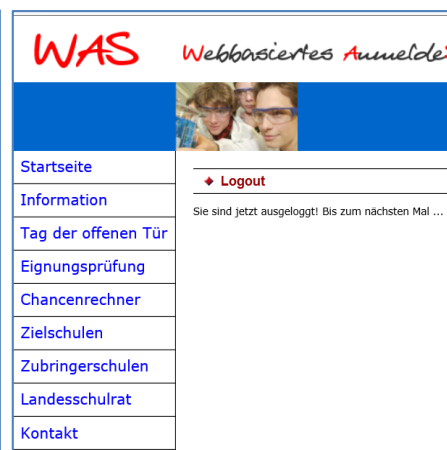 WAS
Webbasiertes
Startseite
Information
Tag der offenen Tür
Eignungsprüfung
Chancenrechner
Zielschulen
Zubringerschulen
Landesschulrat
Kontakt
Logout
Sie sind jetzt ausgeloggt! Bis zum nächsten Mal ...